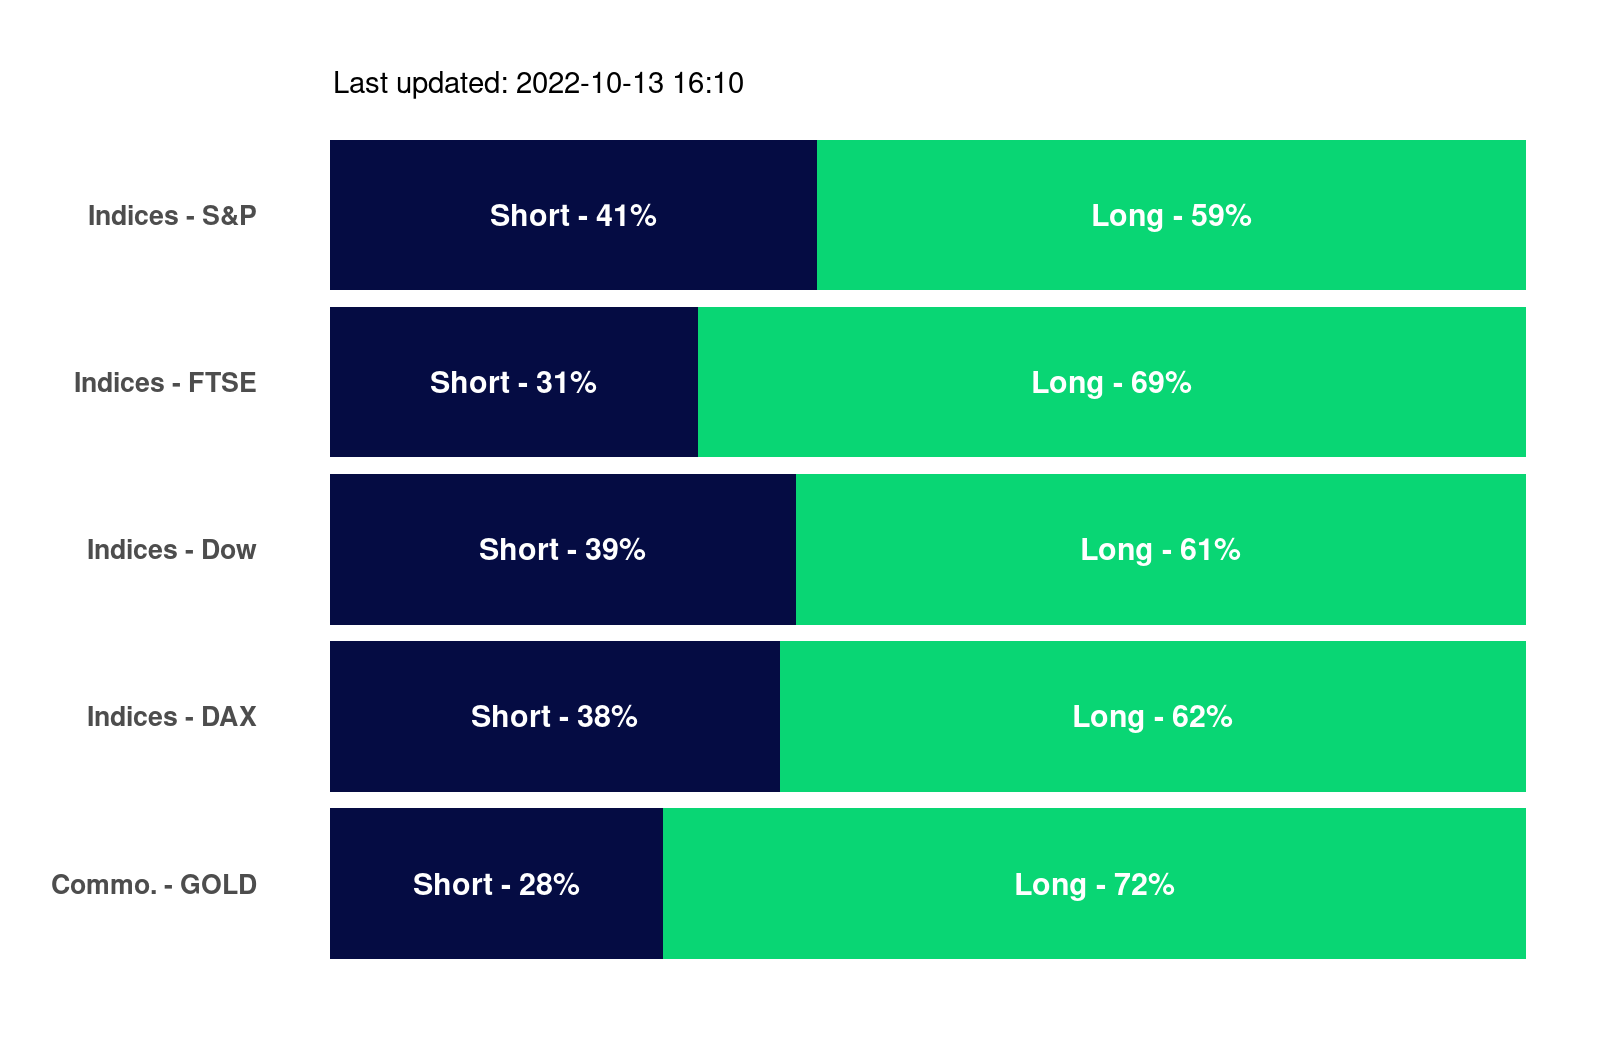 Last updated: 2022-10-13 16:10
Indices - S&P Short - 41% Long - 59%
Indices - FTSE Short - 31% Long - 69%
Indices - Dow Short - 39% Long - 61%
Indices - DAX Short - 38% Long - 62%
Commo. - GOLD Short - 28% Long - 72%